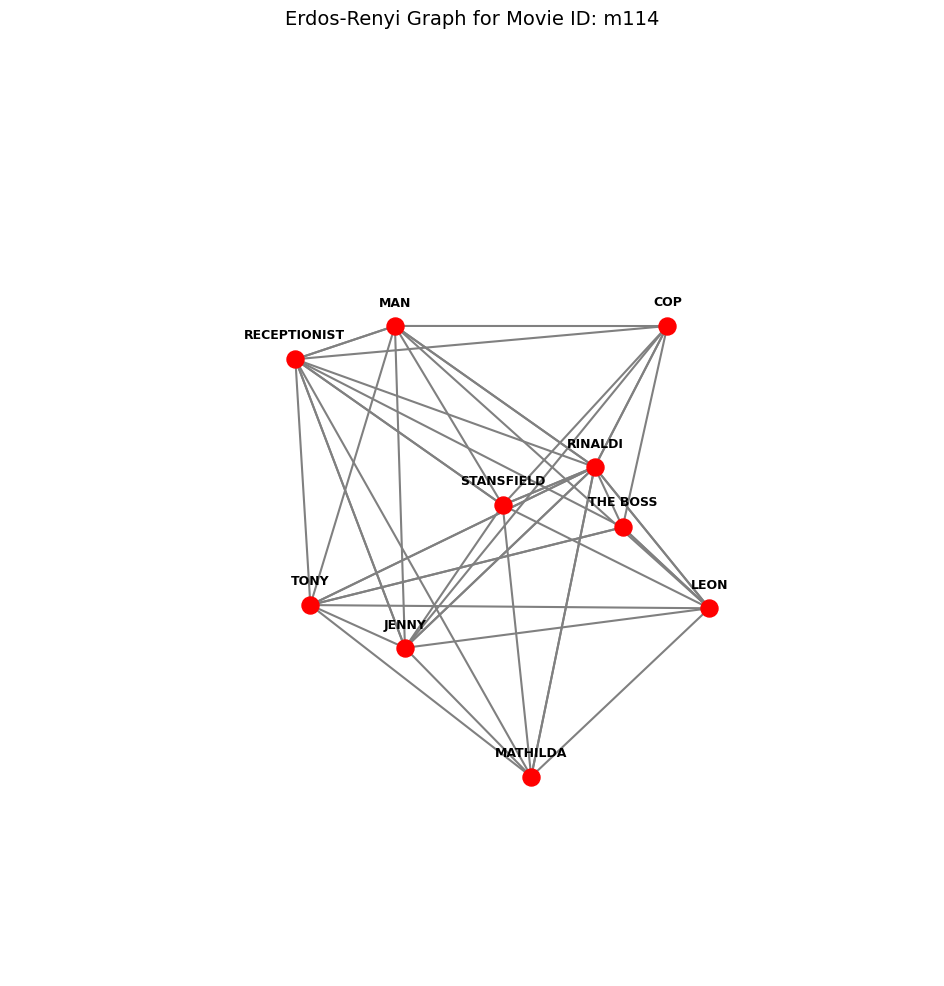 Erdos-Renyi Graph for Movie ID: m114
MAN
COP
RECEPTIONIST
RINALDI
STANSFIELD
THE BOSS
TONY
LEON
JENNY
MATHILDA